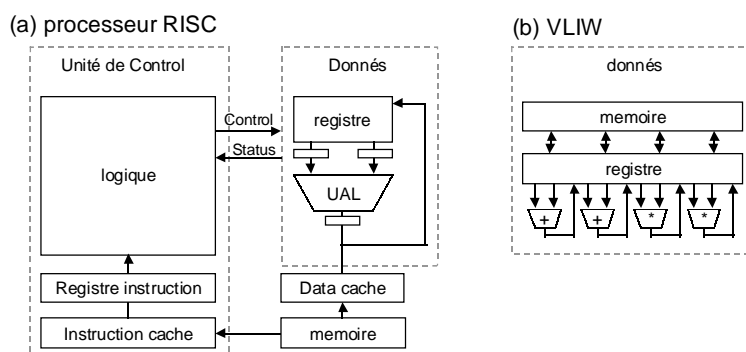 (a) processeur RISC
Unité de Control
Donnés
logique
Control
Status
registre
UAL
Registre instruction
Data cache
Instruction cache
memoire
(b) VLIW
donnés
memoire
registre
+ + * *